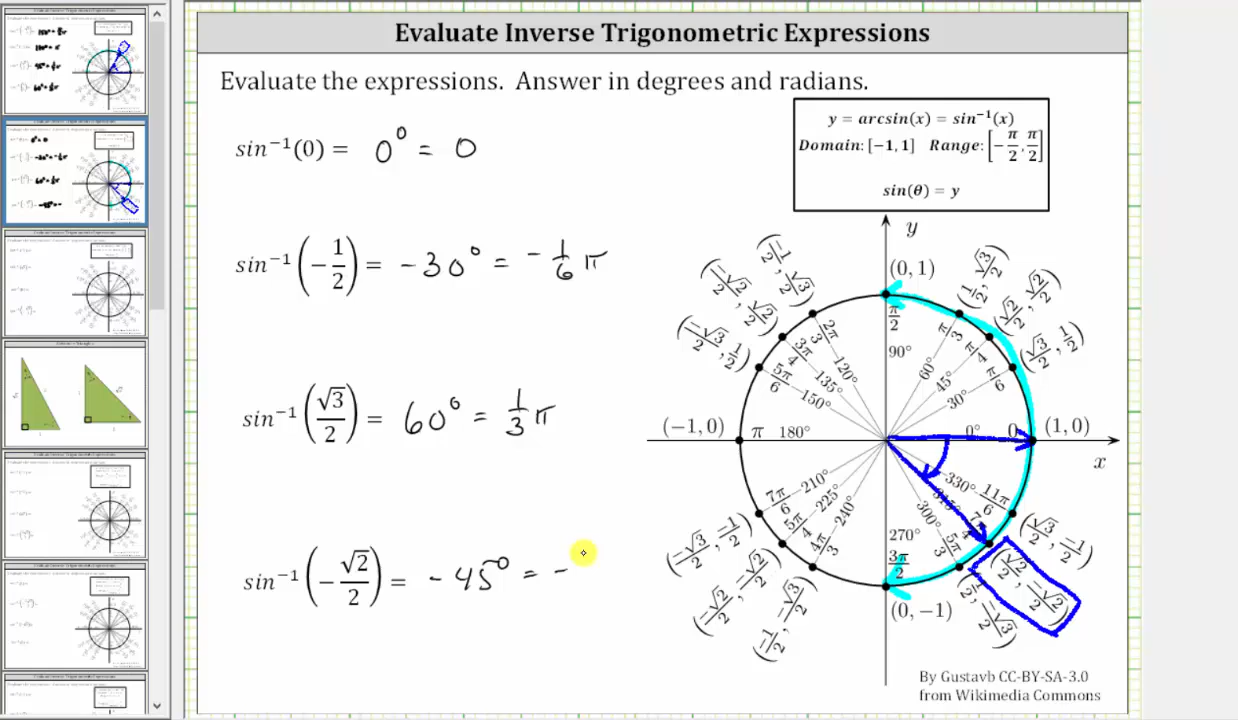 Evaluate Inverse Trigonometric Expressions
Evaluate the expressions. Answer in degrees and radians.
y = arcsin(x) = sin⁻¹(x)
Domain: [−1, 1] Range: [−π/2, π/2]
sin(θ) = y
sin⁻¹(0) = 0° = 0
sin⁻¹(−1/2) = −30° = −1/6 π
sin⁻¹(√3/2) = 60° = 1/3 π
sin⁻¹(−√2/2) = −45° = −
y
(0, 1)
(−1/2, √3/2) (1/2, √3/2)
(−√2/2, √2/2) (√2/2, √2/2)
(−√3/2, 1/2) (√3/2, 1/2)
π/2
90°
2π/3 120° 60° π/3
3π/4 135° 45° π/4
5π/6 150° 30° π/6
(−1, 0) π 180° 0° 0 (1, 0)
x
7π/6 210° 330° 11π/6
5π/4 225° 315° 7
4π/3 240° 300° 5π/3
270°
3π/2
(−√3/2, −1/2) (√3/2, −1/2)
(−√2/2, −√2/2) (√2/2, −√2/2)
(−1/2, −√3/2) 2, −√3/2)
(0, −1)
By Gustavb CC-BY-SA-3.0
from Wikimedia Commons